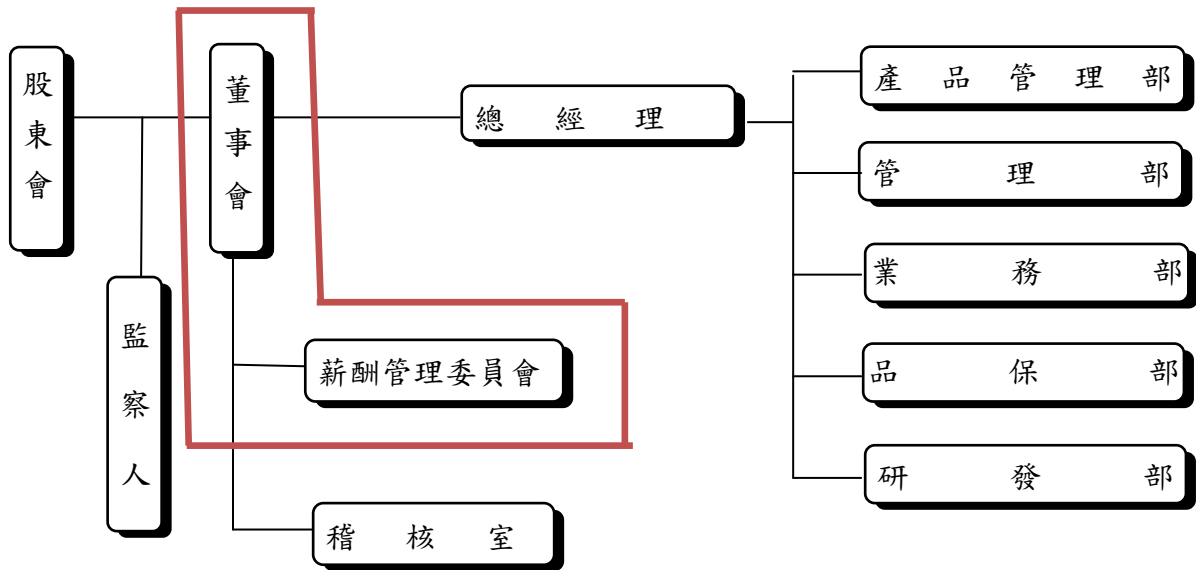 股東會
監察人
董事會
薪酬管理委員會
稽核室
總經理
產品管理部
管理部
業務部
品保部
研發部